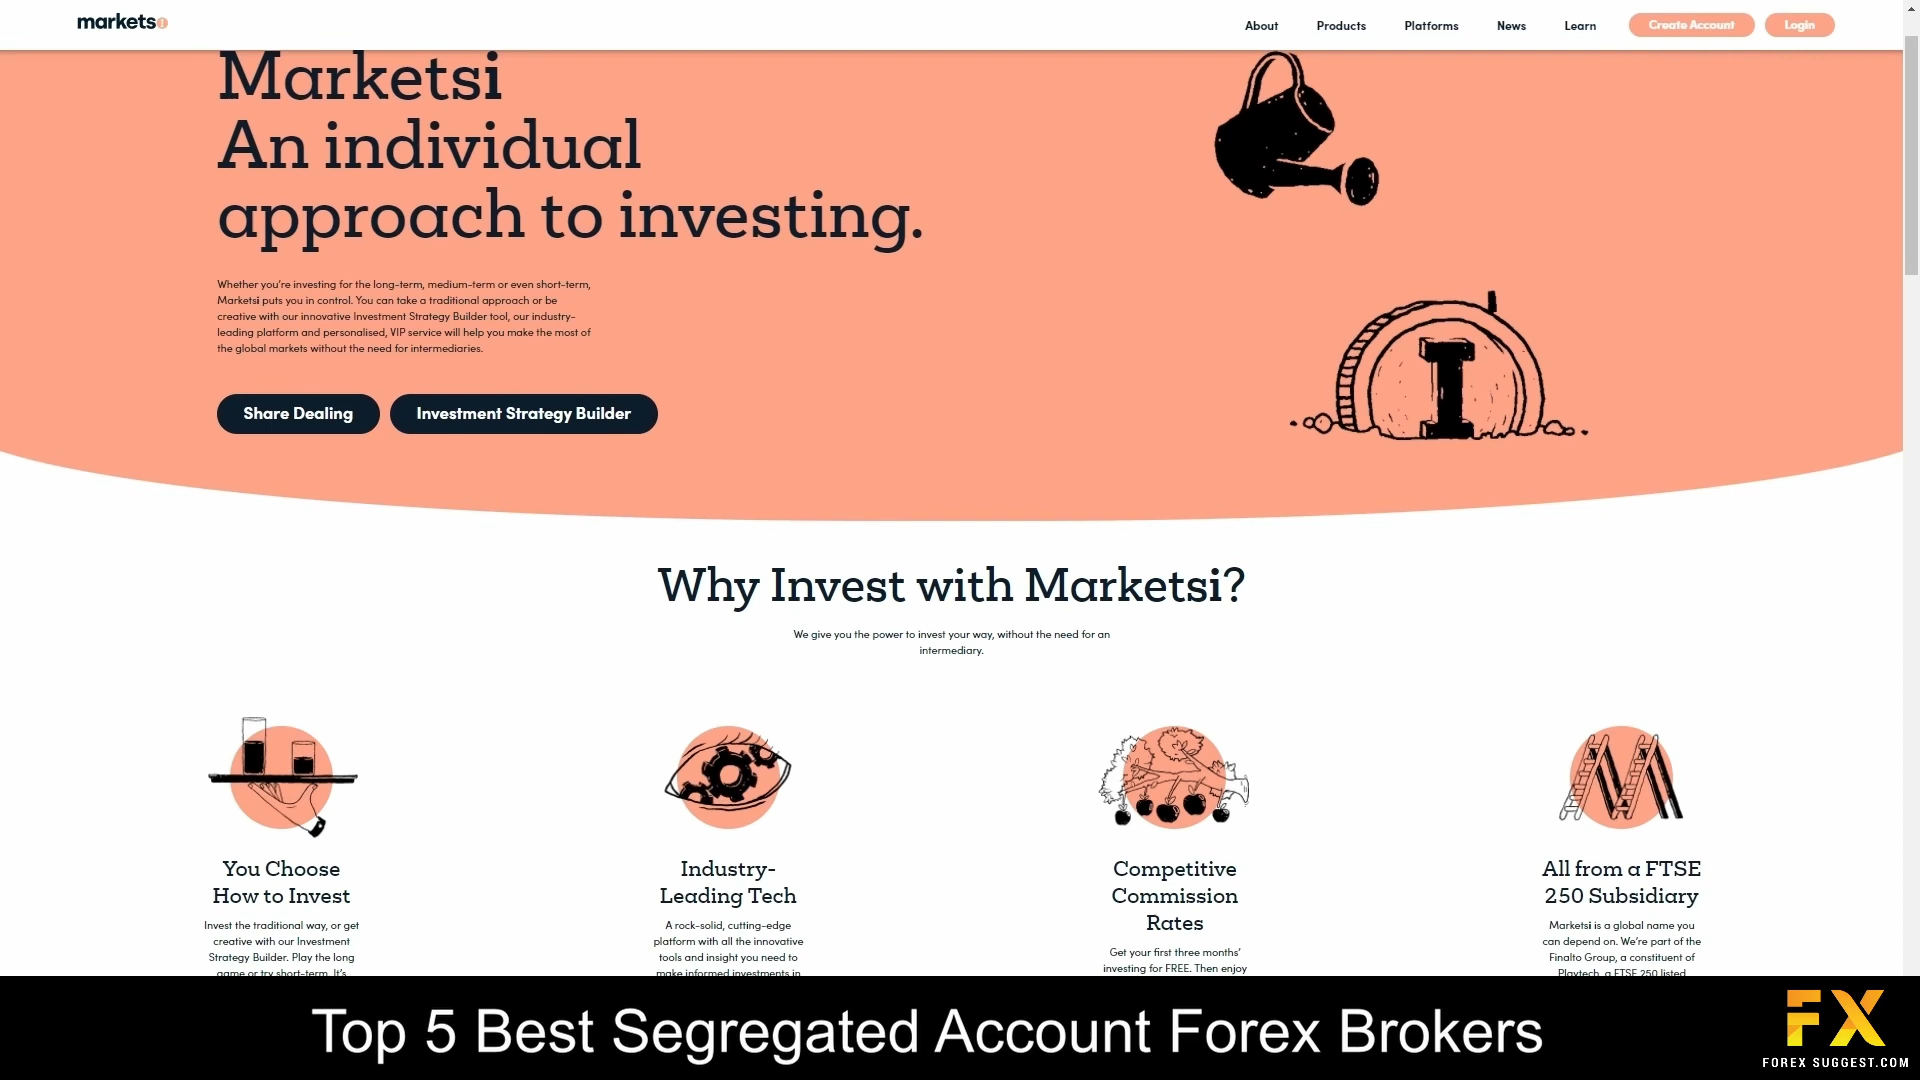 marketsi
About Products Platforms News Learn Create Account Login
Marketsi
An individual
approach to investing.
Whether you're investing for the long-term, medium-term or even short-term,
Marketsi puts you in control. You can take a traditional approach or be
creative with our innovative Investment Strategy Builder tool, our industry-
leading platform and personalised, VIP service will help you make the most of
the global markets without the need for intermediaries.
Share Dealing Investment Strategy Builder
Why Invest with Marketsi?
We give you the power to invest your way, without the need for an
intermediary.
You Choose
How to Invest
Invest the traditional way, or get
creative with our Investment
Strategy Builder. Play the long
game or try short-term. It's
Industry-
Leading Tech
A rock-solid, cutting-edge
platform with all the innovative
tools and insight you need to
make informed investments in
Competitive
Commission
Rates
Get your first three months'
investing for FREE. Then enjoy
All from a FTSE
250 Subsidiary
Marketsi is a global name you
can depend on. We're part of the
Finalto Group, a constituent of
Playtech, a FTSE 250 listed
Top 5 Best Segregated Account Forex Brokers
FX
FOREX SUGGEST.COM